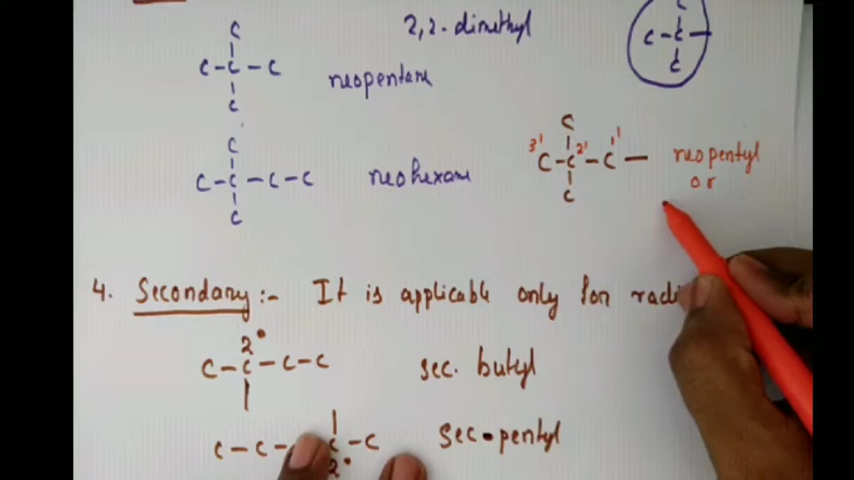 2,2-dimethyl
C
C-C-C
C
neopentane
C
C-C-
C
C
C-C-C-C
C
neohexane
C
3' 2' 1'
C-C-C-
C
neopentyl
or
4. Secondary:- It is applicable only for
2°
C-C-C-C
sec. butyl
C-C- C-C
2°
sec-pentyl